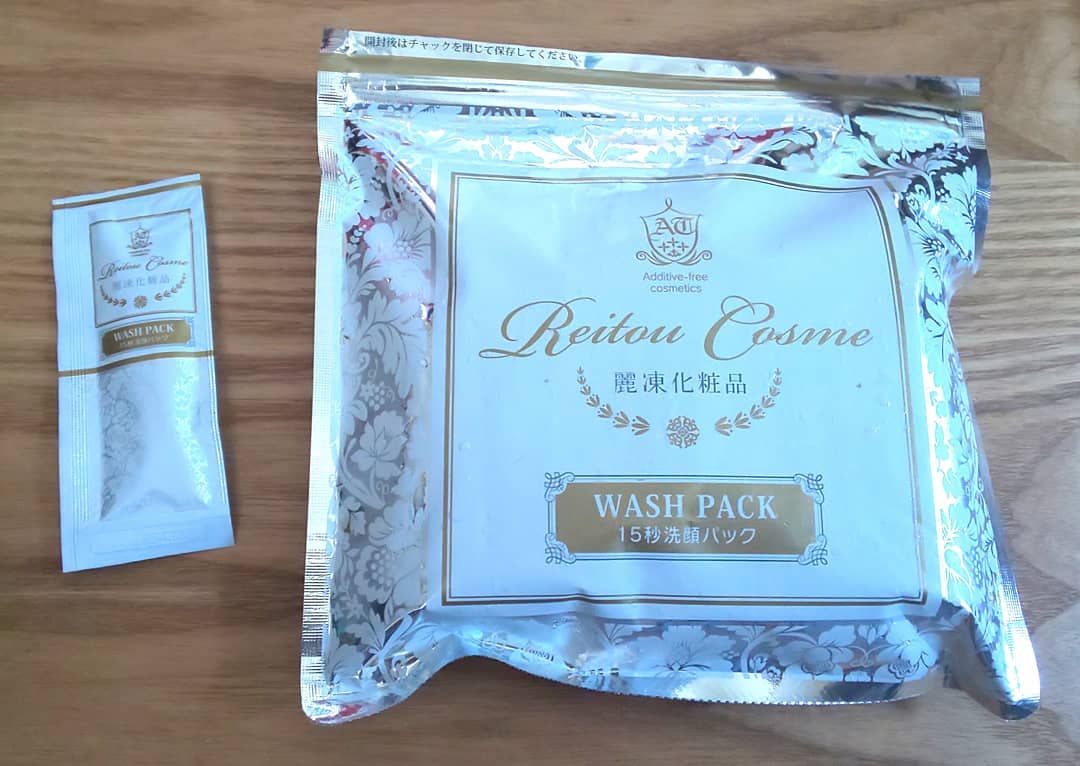 開封後はチャックを閉じて保存してください。
AT
Additive-free
cosmetics
Reitou Cosme
麗凍化粧品
WASH PACK
15秒洗顔パック
Reitou Cosme
麗凍化粧品
WASH PACK
15秒洗顔パック